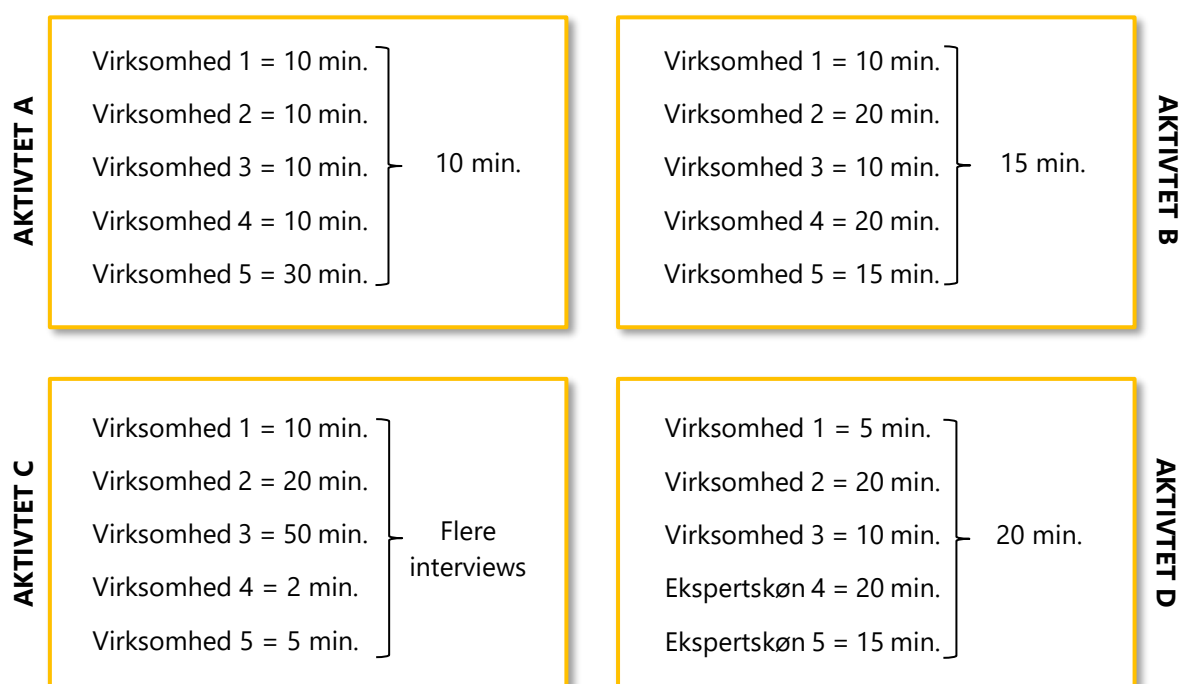 AKTIVTET A
Virksomhed 1 = 10 min.
Virksomhed 2 = 10 min.
Virksomhed 3 = 10 min.
Virksomhed 4 = 10 min.
Virksomhed 5 = 30 min.
10 min.
AKTIVTET B
Virksomhed 1 = 10 min.
Virksomhed 2 = 20 min.
Virksomhed 3 = 10 min.
Virksomhed 4 = 20 min.
Virksomhed 5 = 15 min.
15 min.
AKTIVTET C
Virksomhed 1 = 10 min.
Virksomhed 2 = 20 min.
Virksomhed 3 = 50 min.
Virksomhed 4 = 2 min.
Virksomhed 5 = 5 min.
Flere
interviews
AKTIVTET D
Virksomhed 1 = 5 min.
Virksomhed 2 = 20 min.
Virksomhed 3 = 10 min.
Ekspertskøn 4 = 20 min.
Ekspertskøn 5 = 15 min.
20 min.